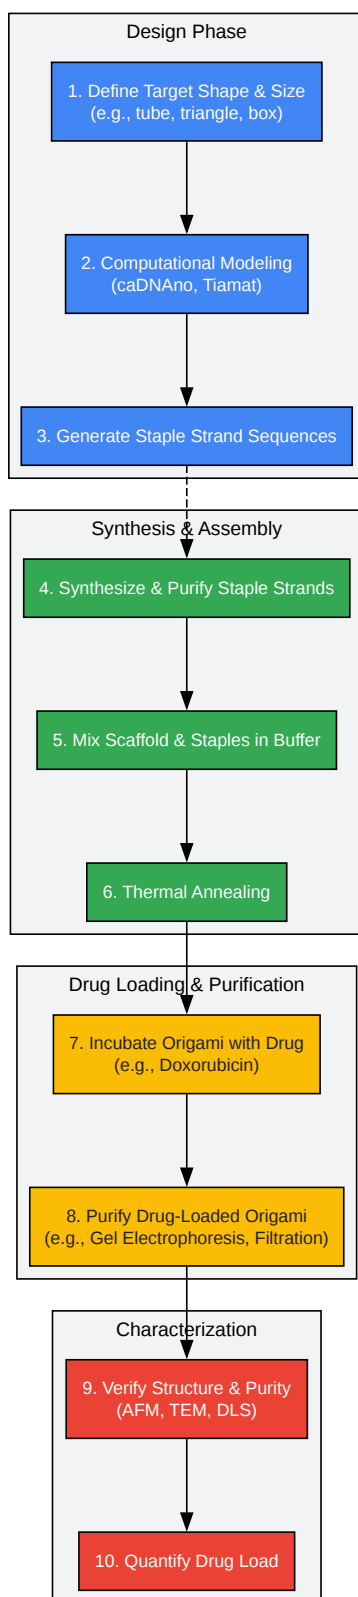 Design Phase
1. Define Target Shape & Size
(e.g., tube, triangle, box)
2. Computational Modeling
(caDNAno, Tiamat)
3. Generate Staple Strand Sequences
Synthesis & Assembly
4. Synthesize & Purify Staple Strands
5. Mix Scaffold & Staples in Buffer
6. Thermal Annealing
Drug Loading & Purification
7. Incubate Origami with Drug
(e.g., Doxorubicin)
8. Purify Drug-Loaded Origami
(e.g., Gel Electrophoresis, Filtration)
Characterization
9. Verify Structure & Purity
(AFM, TEM, DLS)
10. Quantify Drug Load